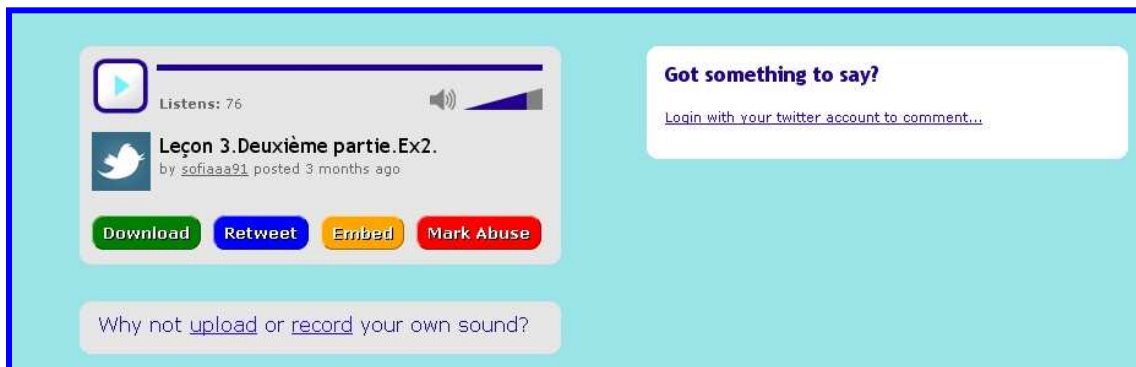 Listens: 76
Leçon 3.Deuxième partie.Ex2.
by sofiaaa91 posted 3 months ago
Download Retweet Embed Mark Abuse
Why not upload or record your own sound?
Got something to say?
Login with your twitter account to comment...